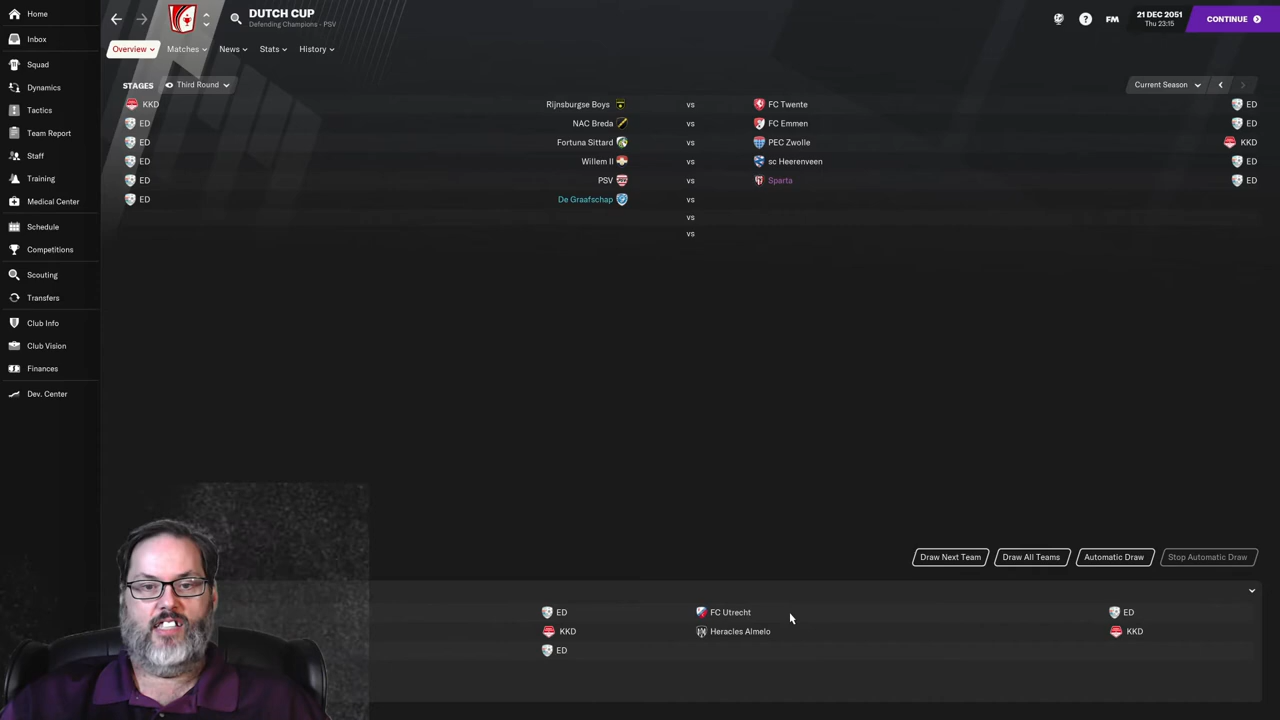 Home
DUTCH CUP
Defending Champions - PSV
FM
21 DEC 2051
Thu 23:15
CONTINUE
Inbox
Overview
Matches
News
Stats
History
Squad
Dynamics
Tactics
Team Report
Staff
Training
Medical Center
Schedule
Competitions
Scouting
Transfers
Club Info
Club Vision
Finances
Dev. Center
STAGES
Third Round
Current Season
KKD Rijnsburgse Boys vs FC Twente ED
ED NAC Breda vs FC Emmen ED
ED Fortuna Sittard vs PEC Zwolle KKD
ED Willem II vs sc Heerenveen ED
ED PSV vs Sparta ED
ED De Graafschap vs
vs
vs
Draw Next Team
Draw All Teams
Automatic Draw
Stop Automatic Draw
ED FC Utrecht ED
KKD Heracles Almelo KKD
ED